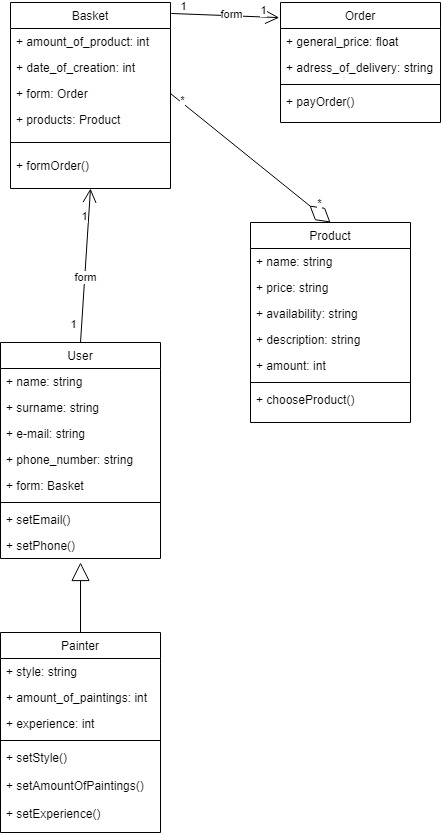 Basket
+ amount_of_product: int
+ date_of_creation: int
+ form: Order
+ products: Product
+ formOrder()
1
form
1
Order
+ general_price: float
+ adress_of_delivery: string
+ payOrder()
*
*
Product
+ name: string
+ price: string
+ availability: string
+ description: string
+ amount: int
+ chooseProduct()
1
form
1
User
+ name: string
+ surname: string
+ e-mail: string
+ phone_number: string
+ form: Basket
+ setEmail()
+ setPhone()
Painter
+ style: string
+ amount_of_paintings: int
+ experience: int
+ setStyle()
+ setAmountOfPaintings()
+ setExperience()